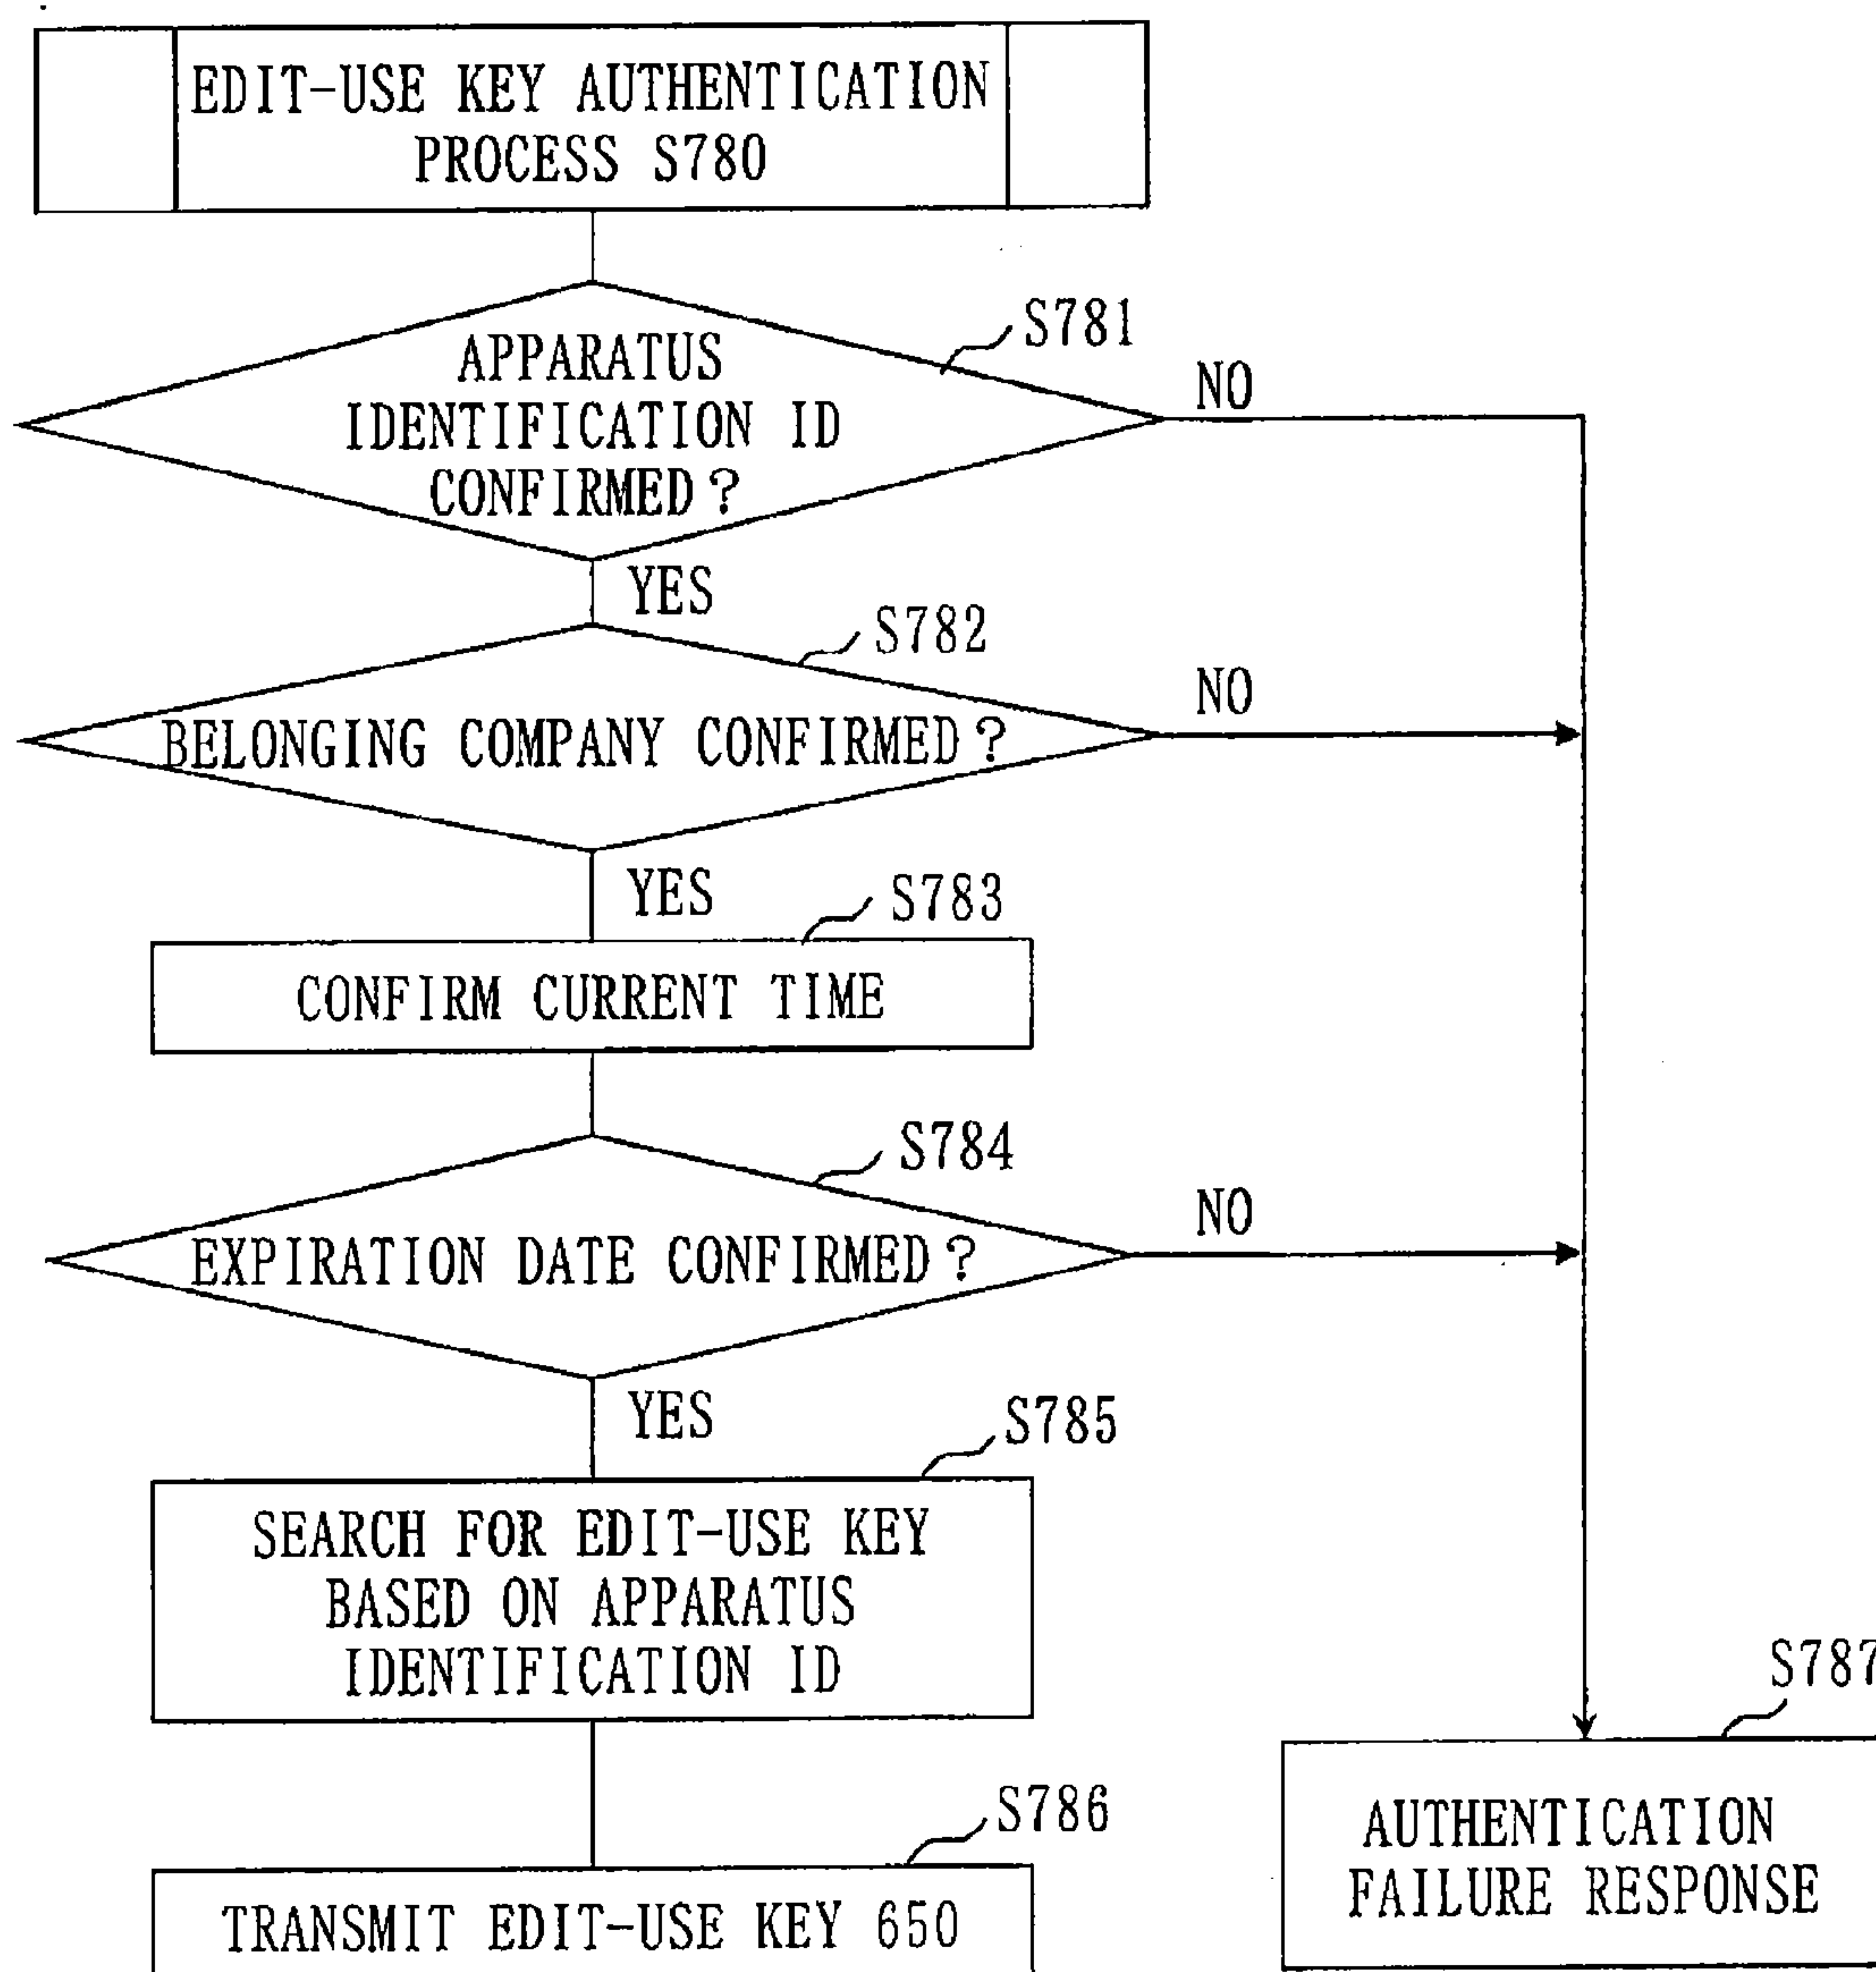 EDIT-USE KEY AUTHENTICATION
PROCESS S780
S781
APPARATUS
IDENTIFICATION ID
CONFIRMED?
NO
YES
S782
BELONGING COMPANY CONFIRMED?
NO
YES
S783
CONFIRM CURRENT TIME
S784
EXPIRATION DATE CONFIRMED?
NO
YES
S785
SEARCH FOR EDIT-USE KEY
BASED ON APPARATUS
IDENTIFICATION ID
S786
TRANSMIT EDIT-USE KEY 650
S787
AUTHENTICATION
FAILURE RESPONSE